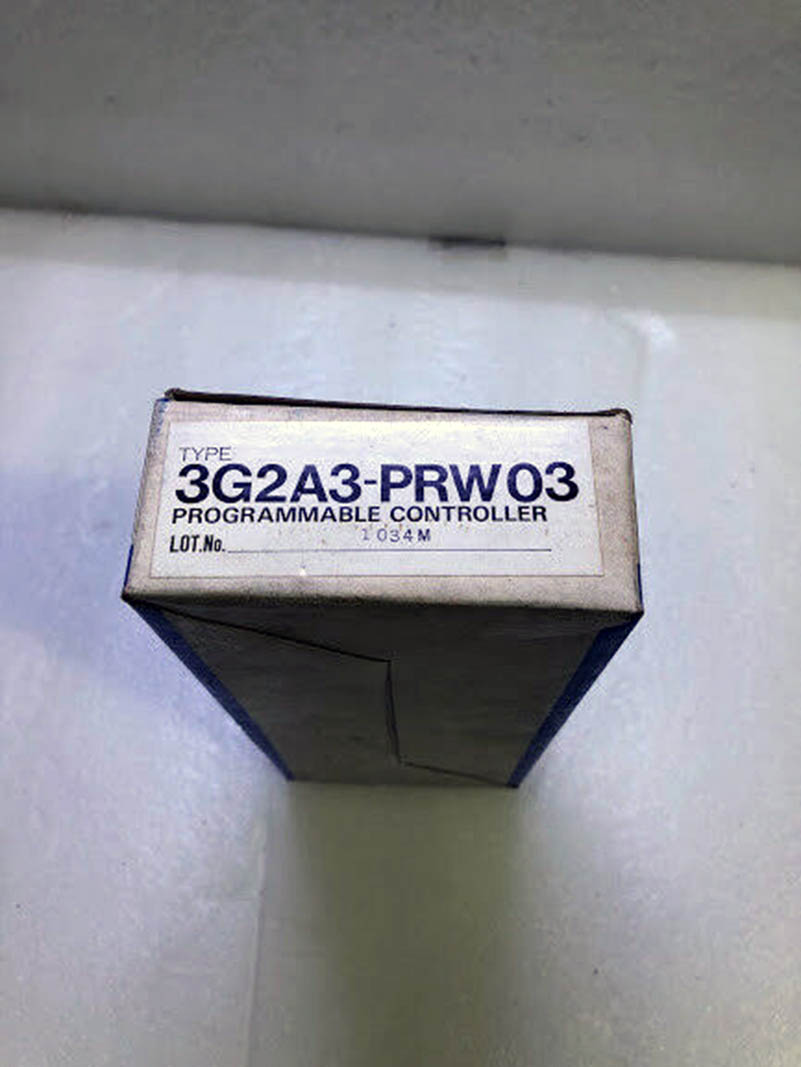 TYPE
3G2A3-PRW03
PROGRAMMABLE CONTROLLER
LOT.No. 1034M